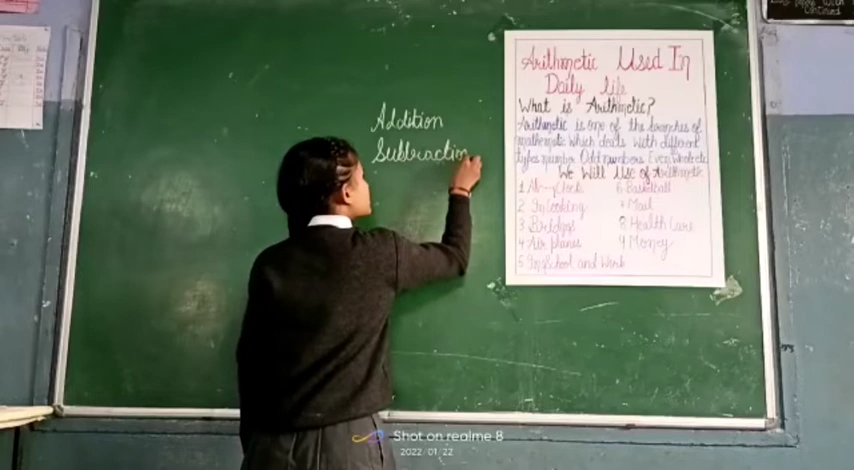 Addition
Subtraction
Arithmetic Used In
Daily life
What is Arithmetic?
Arithmetic is one of the branches of
mathematic which deals with different
types number Odd numbers Even Whole etc
We Will Use of Arithmetic
1 Clock
2 In Cooking
3 Bridges
4 Air planes
5 In School and Work
6 Basketball
7 Mail
8 Health Care
9 Money
Shot on realme 8
2022/01/22